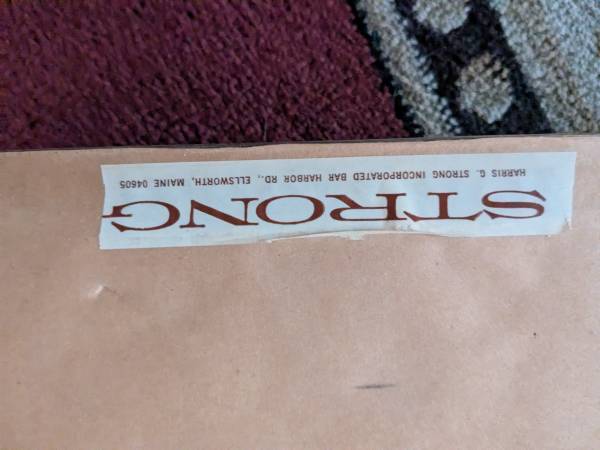 STRONG
HARRIS G. STRONG INCORPORATED BAR HARBOR RD., ELLSWORTH, MAINE 04605